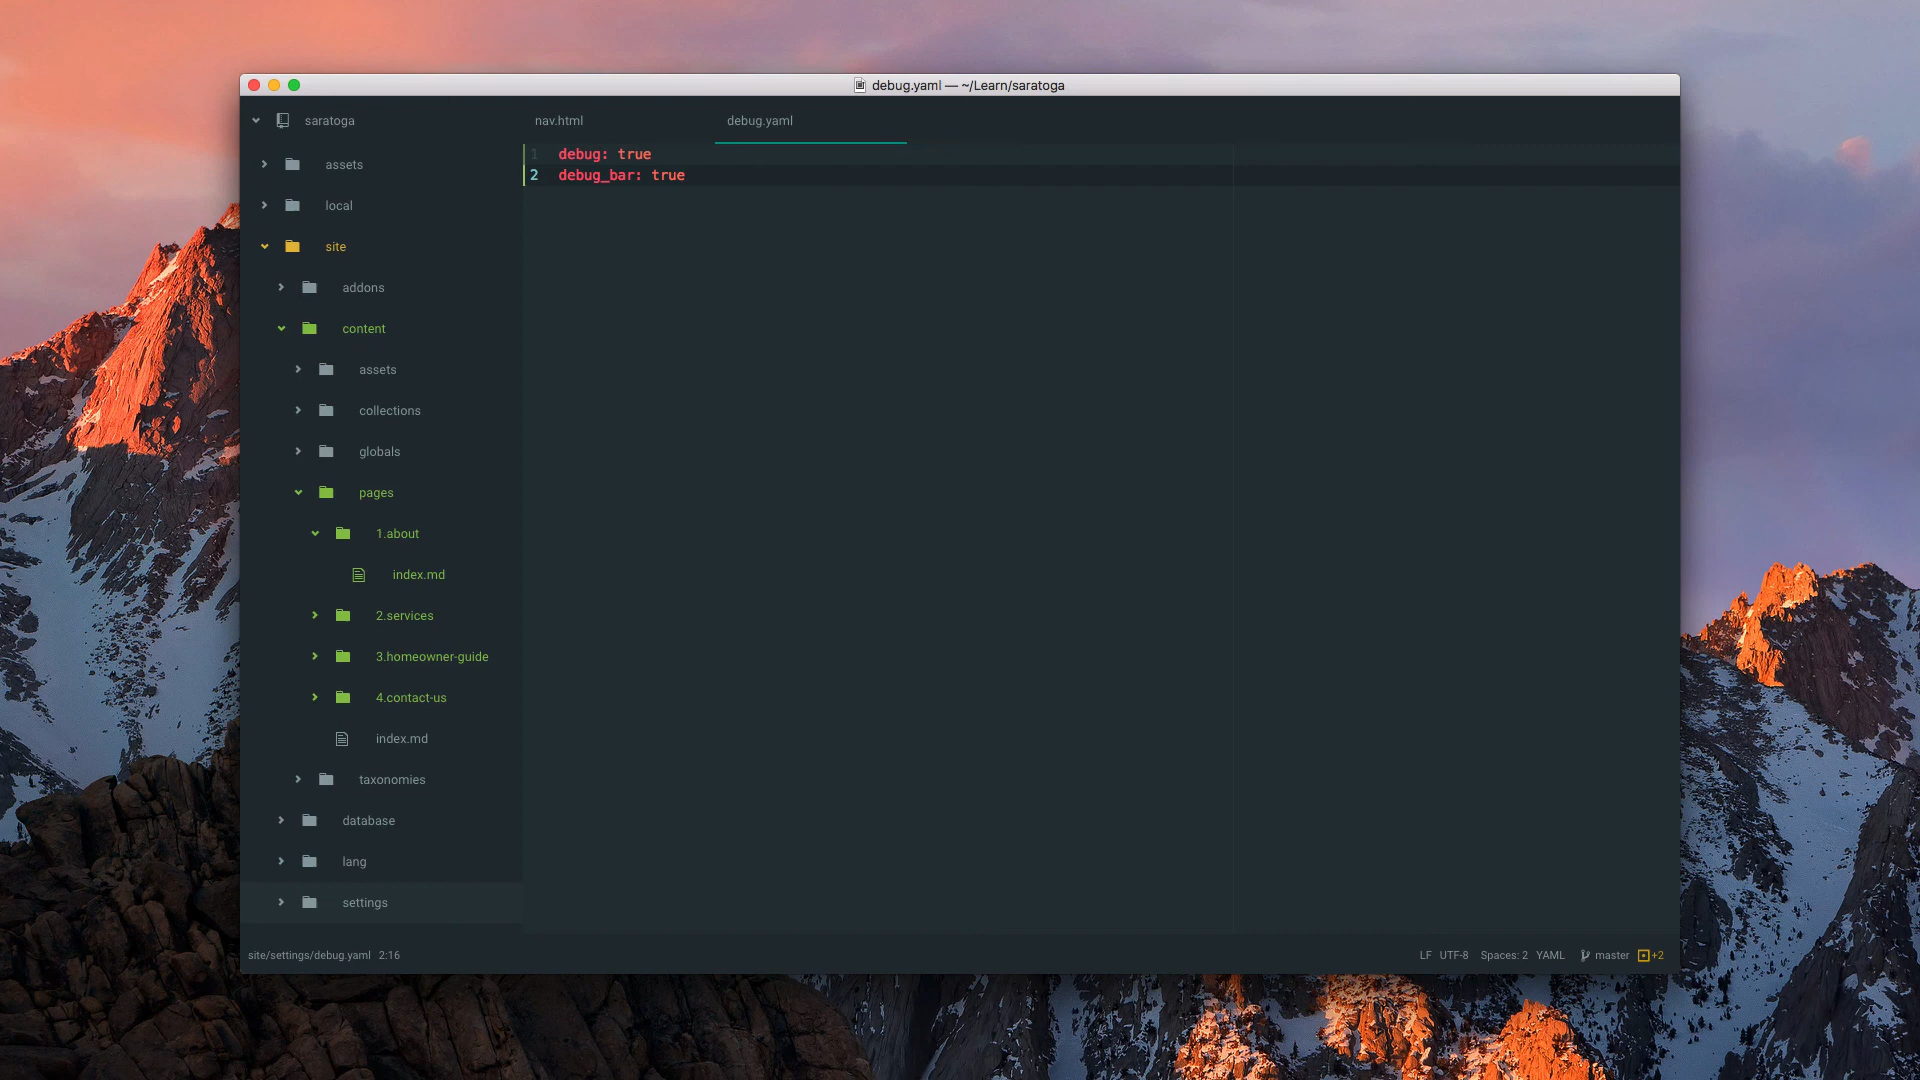 debug.yaml — ~/Learn/saratoga
saratoga
nav.html
debug.yaml
assets
local
site
addons
content
assets
collections
globals
pages
1.about
index.md
2.services
3.homeowner-guide
4.contact-us
index.md
taxonomies
database
lang
settings
1 debug: true
2 debug_bar: true
site/settings/debug.yaml 2:16
LF UTF-8 Spaces: 2 YAML master +2